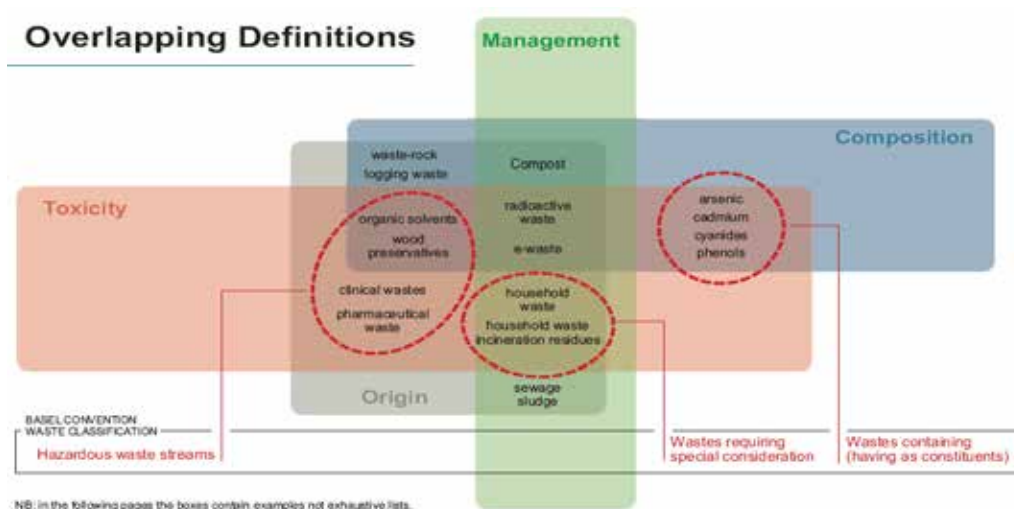 Overlapping Definitions
Management
Composition
waste-rock
logging waste
Compost
Toxicity
organic solvents
wood
preservatives
radioactive
waste
e-waste
arsenic
cadmium
cyanides
phenols
clinical wastes
pharmaceutical
waste
household
waste
household waste
incineration residues
Origin
sewage
sludge
BASEL CONVENTION
WASTE CLASSIFICATION
Hazardous waste streams
Wastes requiring
special consideration
Wastes containing
(having as constituents)
NB: in the following pages the boxes contain examples not exhaustive lists.